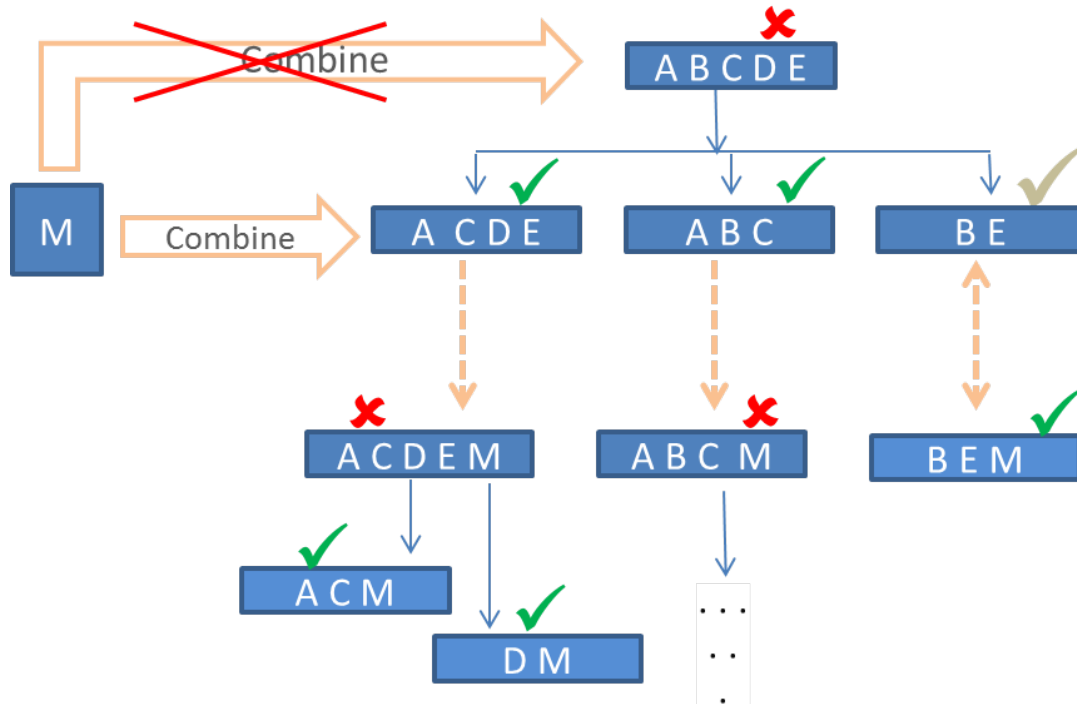 Combine
A B C D E
M
Combine
A C D E
A B C
B E
A C D E M
A B C M
B E M
A C M
D M
. . .
. .
.